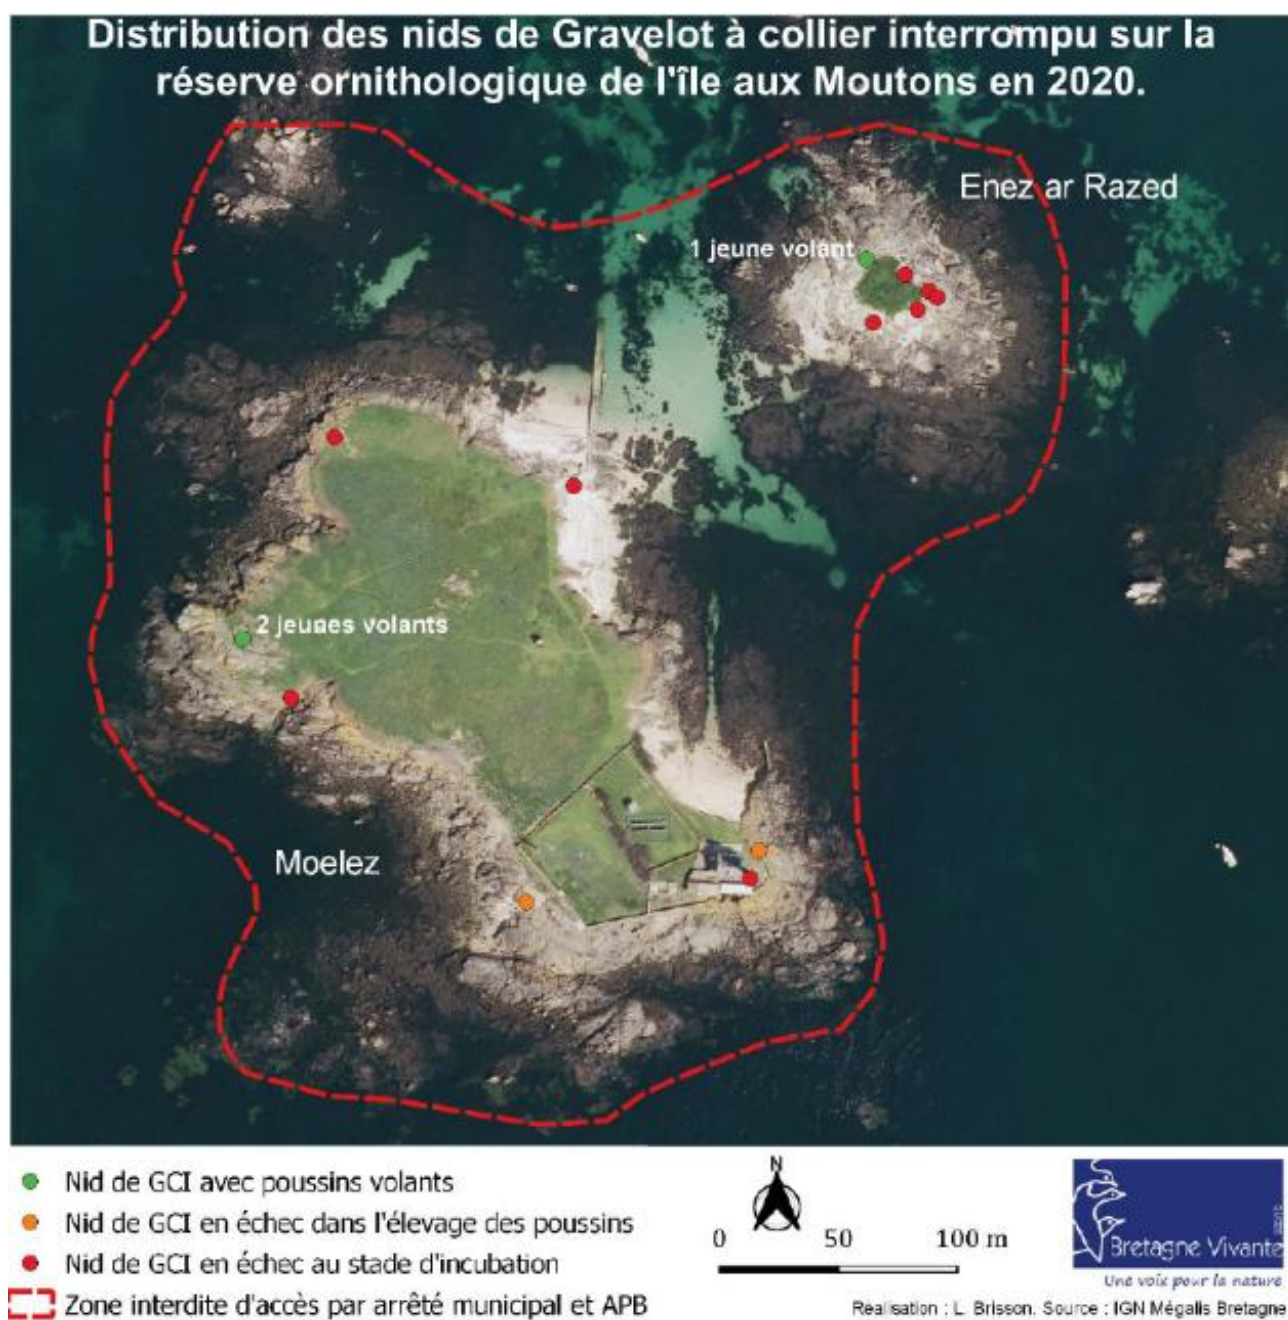 Distribution des nids de Gravelot à collier interrompu sur la
réserve ornithologique de l'île aux Moutons en 2020.
Enez ar Razed
1 jeune volant
2 jeunes volants
Moelez
Nid de GCI avec poussins volants
Nid de GCI en échec dans l'élevage des poussins
Nid de GCI en échec au stade d'incubation
Zone interdite d'accès par arrêté municipal et APB
N
0 50 100 m
Bretagne Vivante
Une voix pour la nature
Réalisation : L. Brisson. Source : IGN Mégalis Bretagne